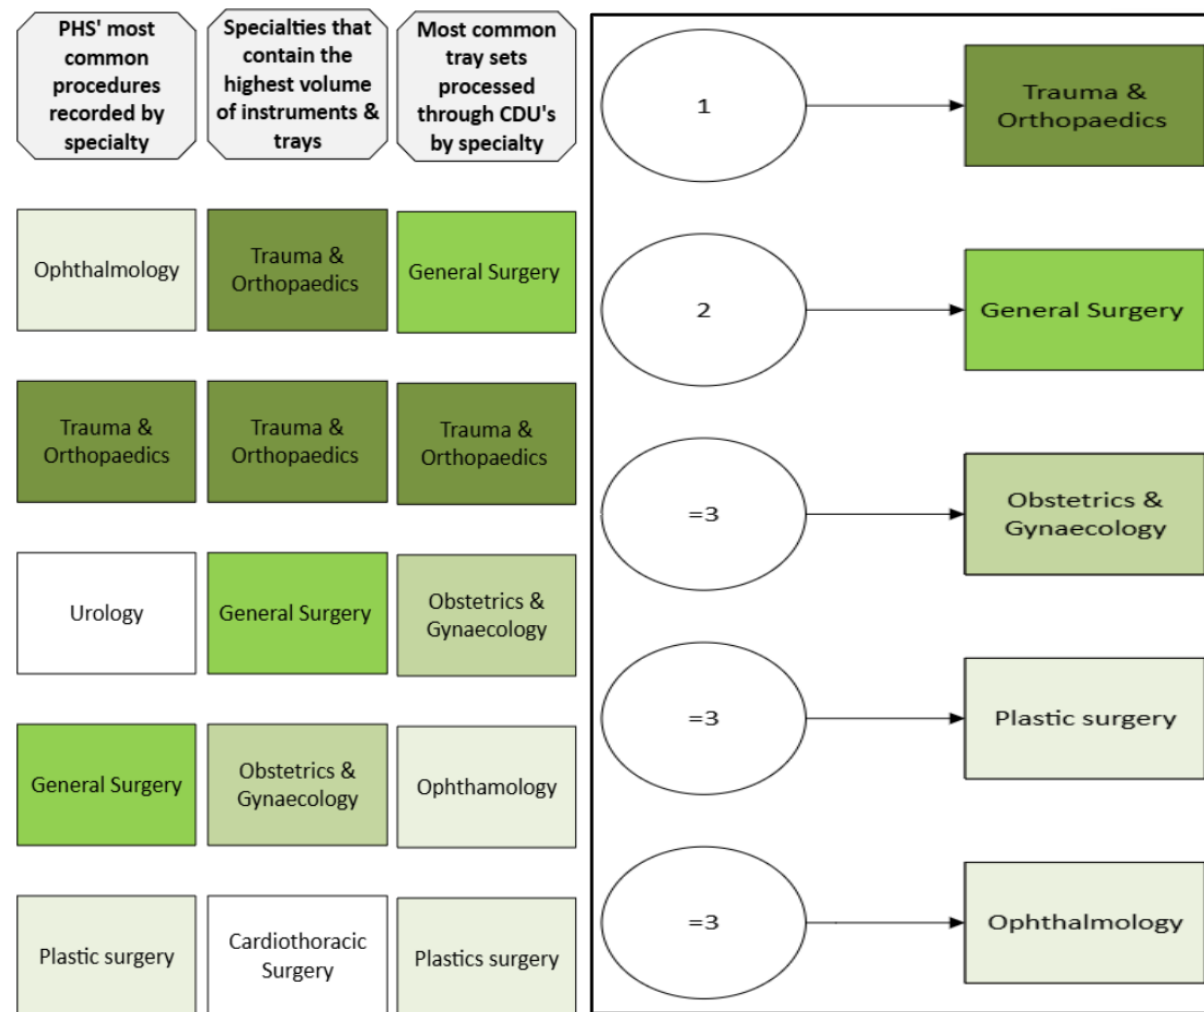 PHS' most
common
procedures
recorded by
specialty
Specialties that
contain the
highest volume
of instruments &
trays
Most common
tray sets
processed
through CDU's
by specialty
Ophthalmology
Trauma &
Orthopaedics
General Surgery
Trauma &
Orthopaedics
Trauma &
Orthopaedics
Trauma &
Orthopaedics
Urology
General Surgery
Obstetrics &
Gynaecology
General Surgery
Obstetrics &
Gynaecology
Ophthamology
Plastic surgery
Cardiothoracic
Surgery
Plastics surgery
1
Trauma &
Orthopaedics
2
General Surgery
=3
Obstetrics &
Gynaecology
=3
Plastic surgery
=3
Ophthalmology